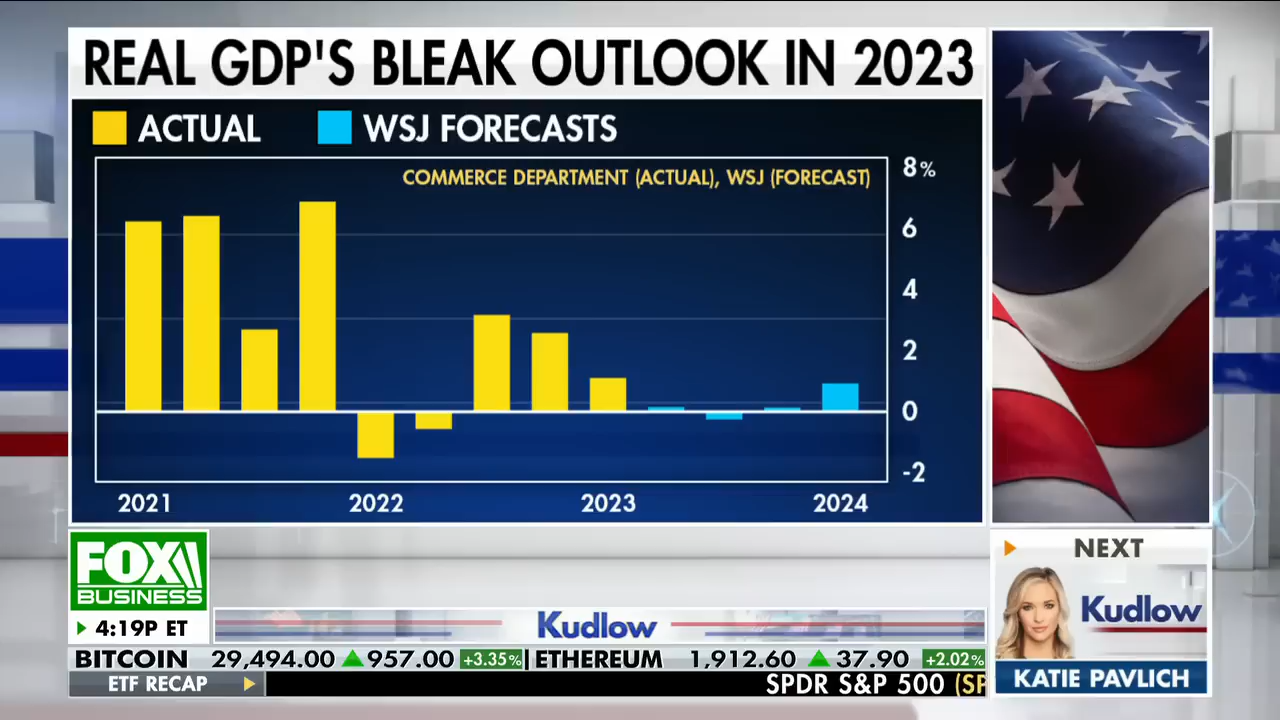 REAL GDP'S BLEAK OUTLOOK IN 2023
ACTUAL
WSJ FORECASTS
COMMERCE DEPARTMENT (ACTUAL), WSJ (FORECAST)
8%
6
4
2
0
-2
2021
2022
2023
2024
FOX
BUSINESS
4:19P ET
Kudlow
NEXT
Kudlow
KATIE PAVLICH
BITCOIN 29,494.00 957.00 +3.35% ETHEREUM 1,912.60 37.90 +2.02%
ETF RECAP
SPDR S&P 500 (SP